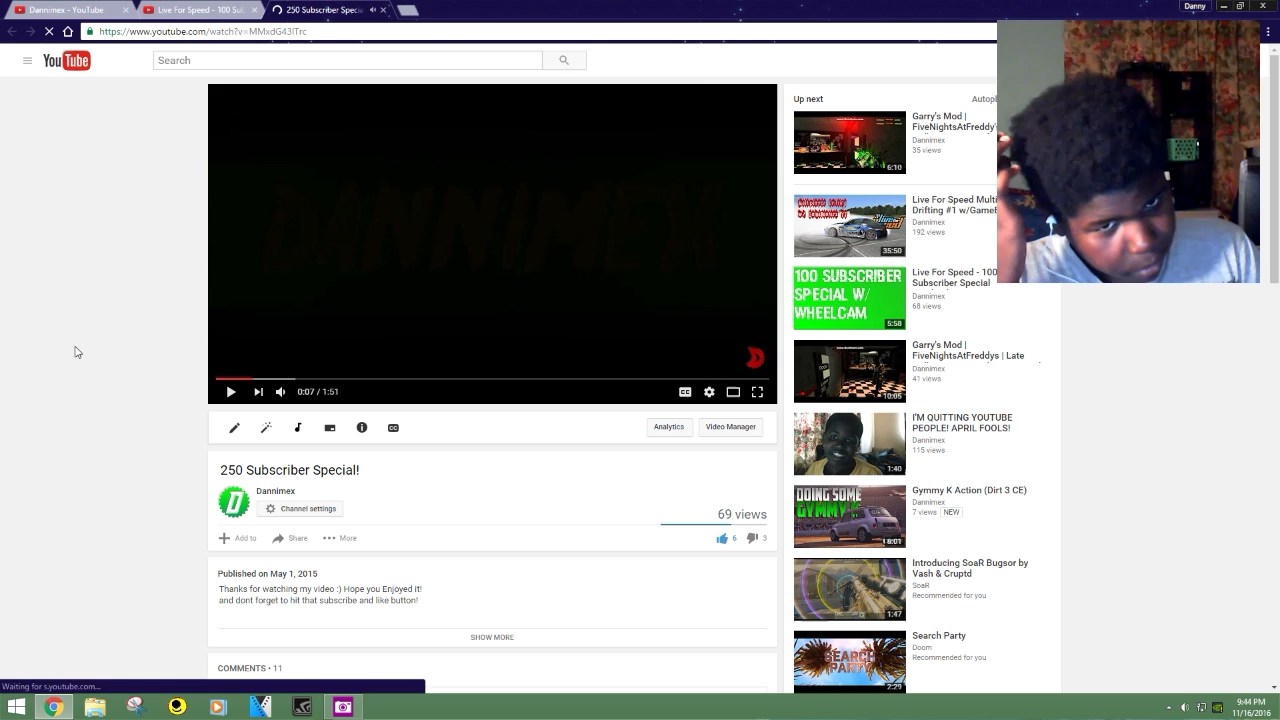 Dannimex - YouTube
Live For Speed - 100 Sub
250 Subscriber Speci
Danny
https://www.youtube.com/watch?v=MMxdG43lTrc
YouTube
Search
0:07 / 1:51
CC
Analytics
Video Manager
250 Subscriber Special!
Dannimex
Channel settings
69 views
Add to
Share
More
6
3
Published on May 1, 2015
Thanks for watching my video :) Hope you Enjoyed It!
and dont forget to hit that subscribe and like button!
SHOW MORE
COMMENTS • 11
Up next
Autopl
Garry's Mod |
FiveNightsAtFreddy's
Dannimex
35 views
6:10
Live For Speed Multi
Drifting #1 w/GameE
Dannimex
192 views
35:50
100 SUBSCRIBER
SPECIAL W/
WHEELCAM
5:58
Live For Speed - 100
Subscriber Special
Dannimex
68 views
Garry's Mod |
FiveNightsAtFreddys | Late
Dannimex
41 views
10:05
I'M QUITTING YOUTUBE
PEOPLE! APRIL FOOLS!
Dannimex
115 views
1:40
DOING SOME
GYMMY K
18:01
Gymmy K Action (Dirt 3 CE)
Dannimex
7 views NEW
Introducing SoaR Bugsor by
Vash & Cruptd
SoaR
Recommended for you
1:47
SEARCH
PARTY
2:29
Search Party
Doom
Recommended for you
Waiting for s.youtube.com...
9:44 PM
11/16/2016